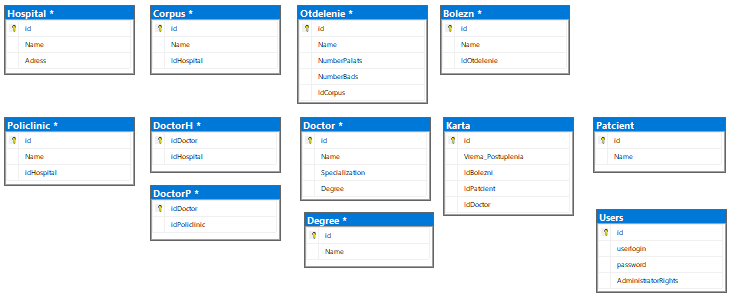 Hospital *
id
Name
Adress
Corpus *
id
Name
IdHospital
Otdelenie *
id
Name
NumberPalats
NumberBads
IdCorpus
Bolezn *
id
Name
IdOtdelenie
Policlinic *
id
Name
idHospital
DoctorH *
idDoctor
idHospital
Doctor *
id
Name
Specialization
Degree
Karta
id
Vrema_Postuplenia
IdBolezni
IdPatcient
IdDoctor
Patcient
id
Name
DoctorP *
idDoctor
idPoliclinic
Degree *
id
Name
Users
id
userlogin
password
AdministratorRights